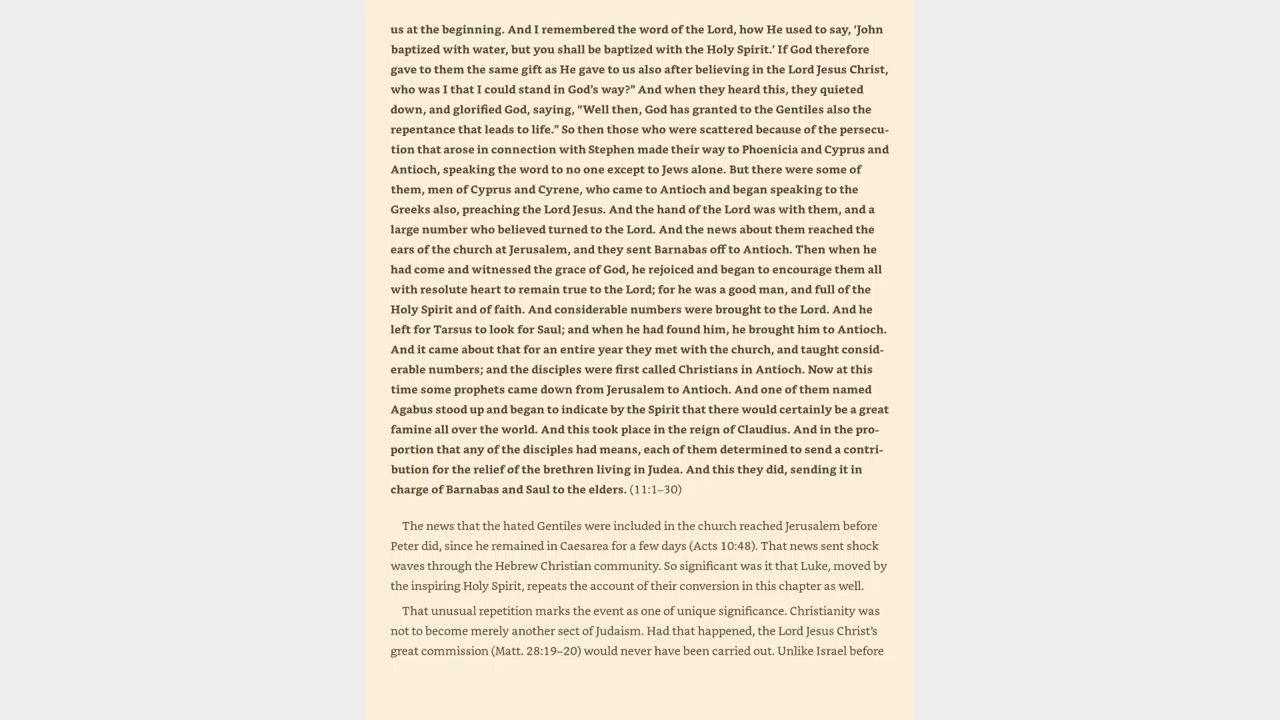 us at the beginning. And I remembered the word of the Lord, how He used to say, ‘John
baptized with water, but you shall be baptized with the Holy Spirit.’ If God therefore
gave to them the same gift as He gave to us also after believing in the Lord Jesus Christ,
who was I that I could stand in God’s way?” And when they heard this, they quieted
down, and glorified God, saying, “Well then, God has granted to the Gentiles also the
repentance that leads to life.” So then those who were scattered because of the persecu-
tion that arose in connection with Stephen made their way to Phoenicia and Cyprus and
Antioch, speaking the word to no one except to Jews alone. But there were some of
them, men of Cyprus and Cyrene, who came to Antioch and began speaking to the
Greeks also, preaching the Lord Jesus. And the hand of the Lord was with them, and a
large number who believed turned to the Lord. And the news about them reached the
ears of the church at Jerusalem, and they sent Barnabas off to Antioch. Then when he
had come and witnessed the grace of God, he rejoiced and began to encourage them all
with resolute heart to remain true to the Lord; for he was a good man, and full of the
Holy Spirit and of faith. And considerable numbers were brought to the Lord. And he
left for Tarsus to look for Saul; and when he had found him, he brought him to Antioch.
And it came about that for an entire year they met with the church, and taught consid-
erable numbers; and the disciples were first called Christians in Antioch. Now at this
time some prophets came down from Jerusalem to Antioch. And one of them named
Agabus stood up and began to indicate by the Spirit that there would certainly be a great
famine all over the world. And this took place in the reign of Claudius. And in the pro-
portion that any of the disciples had means, each of them determined to send a contri-
bution for the relief of the brethren living in Judea. And this they did, sending it in
charge of Barnabas and Saul to the elders. (11:1–30)
The news that the hated Gentiles were included in the church reached Jerusalem before
Peter did, since he remained in Caesarea for a few days (Acts 10:48). That news sent shock
waves through the Hebrew Christian community. So significant was it that Luke, moved by
the inspiring Holy Spirit, repeats the account of their conversion in this chapter as well.
That unusual repetition marks the event as one of unique significance. Christianity was
not to become merely another sect of Judaism. Had that happened, the Lord Jesus Christ’s
great commission (Matt. 28:19–20) would never have been carried out. Unlike Israel before